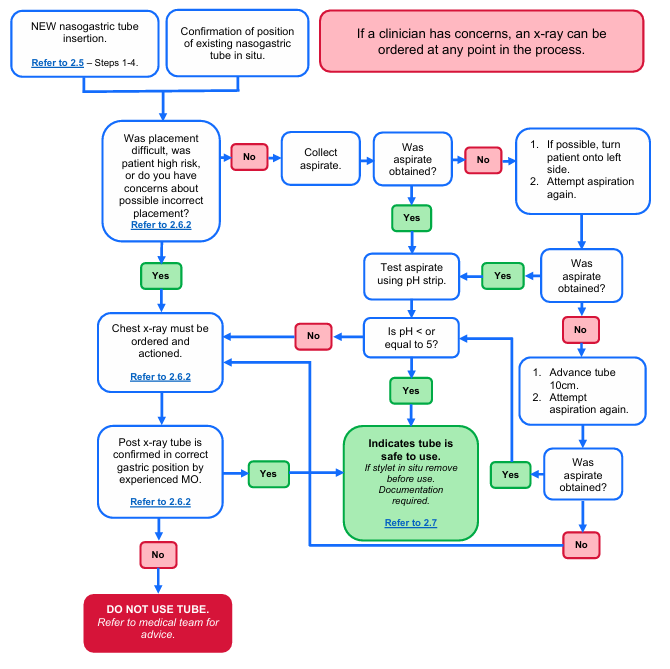 NEW nasogastric tube
insertion.
Refer to 2.5 – Steps 1-4.
Confirmation of position
of existing nasogastric
tube in situ.
If a clinician has concerns, an x-ray can be
ordered at any point in the process.
Was placement
difficult, was
patient high risk,
or do you have
concerns about
possible incorrect
placement?
Refer to 2.6.2
No
Collect
aspirate.
Was
aspirate
obtained?
No
1. If possible, turn
patient onto left
side.
2. Attempt aspiration
again.
Yes
Yes
Test aspirate
using pH strip.
Yes
Was
aspirate
obtained?
Chest x-ray must be
ordered and
actioned.
Refer to 2.6.2
No
Is pH < or
equal to 5?
No
1. Advance tube
10cm.
2. Attempt
aspiration again.
Yes
Post x-ray tube is
confirmed in correct
gastric position by
experienced MO.
Refer to 2.6.2
Yes
Indicates tube is
safe to use.
If stylet in situ remove
before use.
Documentation
required.
Refer to 2.7
Yes
Was
aspirate
obtained?
No
No
DO NOT USE TUBE.
Refer to medical team for
advice.